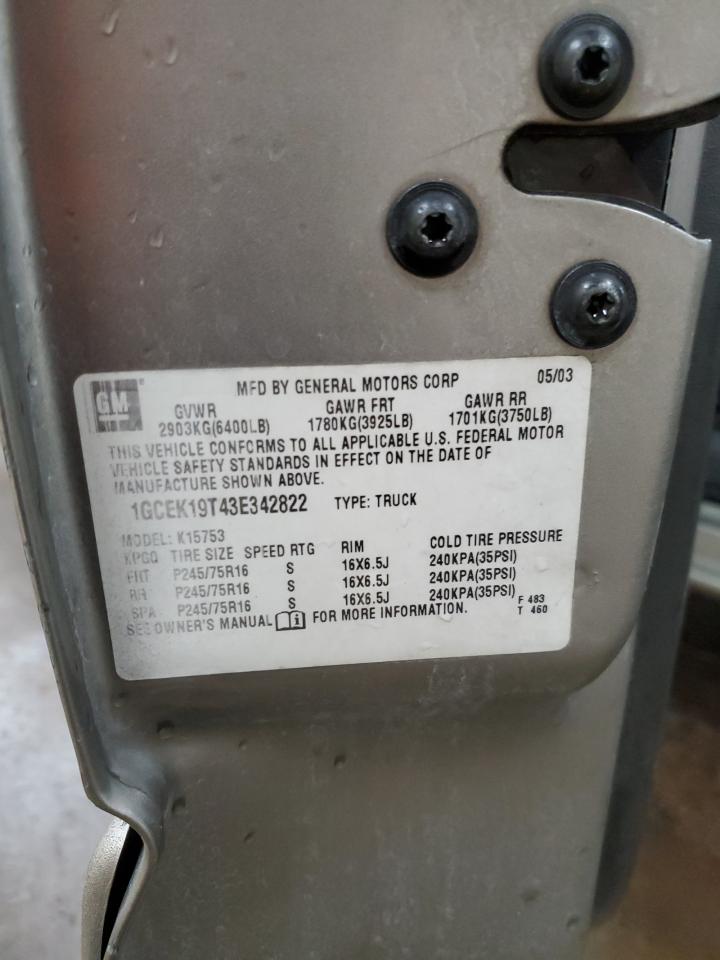 GM
MFD BY GENERAL MOTORS CORP 05/03
GVWR GAWR FRT GAWR RR
2903KG(6400LB) 1780KG(3925LB) 1701KG(3750LB)
THIS VEHICLE CONFORMS TO ALL APPLICABLE U.S. FEDERAL MOTOR
VEHICLE SAFETY STANDARDS IN EFFECT ON THE DATE OF
MANUFACTURE SHOWN ABOVE.
1GCEK19T43E342822 TYPE: TRUCK
MODEL: K15753
KPGQ TIRE SIZE SPEED RTG RIM COLD TIRE PRESSURE
FRT P245/75R16 S 16X6.5J 240KPA(35PSI)
RR P245/75R16 S 16X6.5J 240KPA(35PSI)
SPA P245/75R16 S 16X6.5J 240KPA(35PSI)
SEE OWNER'S MANUAL FOR MORE INFORMATION. F 483
T 460